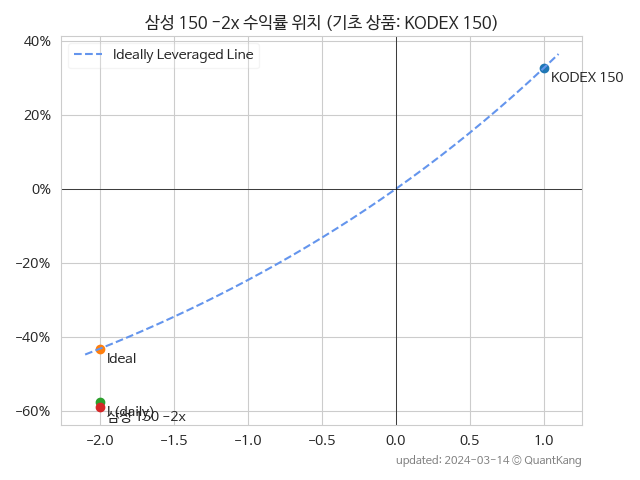 삼성 150 -2x 수익률 위치 (기초 상품: KODEX 150)
40%
Ideally Leveraged Line
KODEX 150
20%
0%
-20%
-40%
Ideal
-60%
(daily)
삼성 150 -2x
-2.0 -1.5 -1.0 -0.5 0.0 0.5 1.0
updated: 2024-03-14 © QuantKang